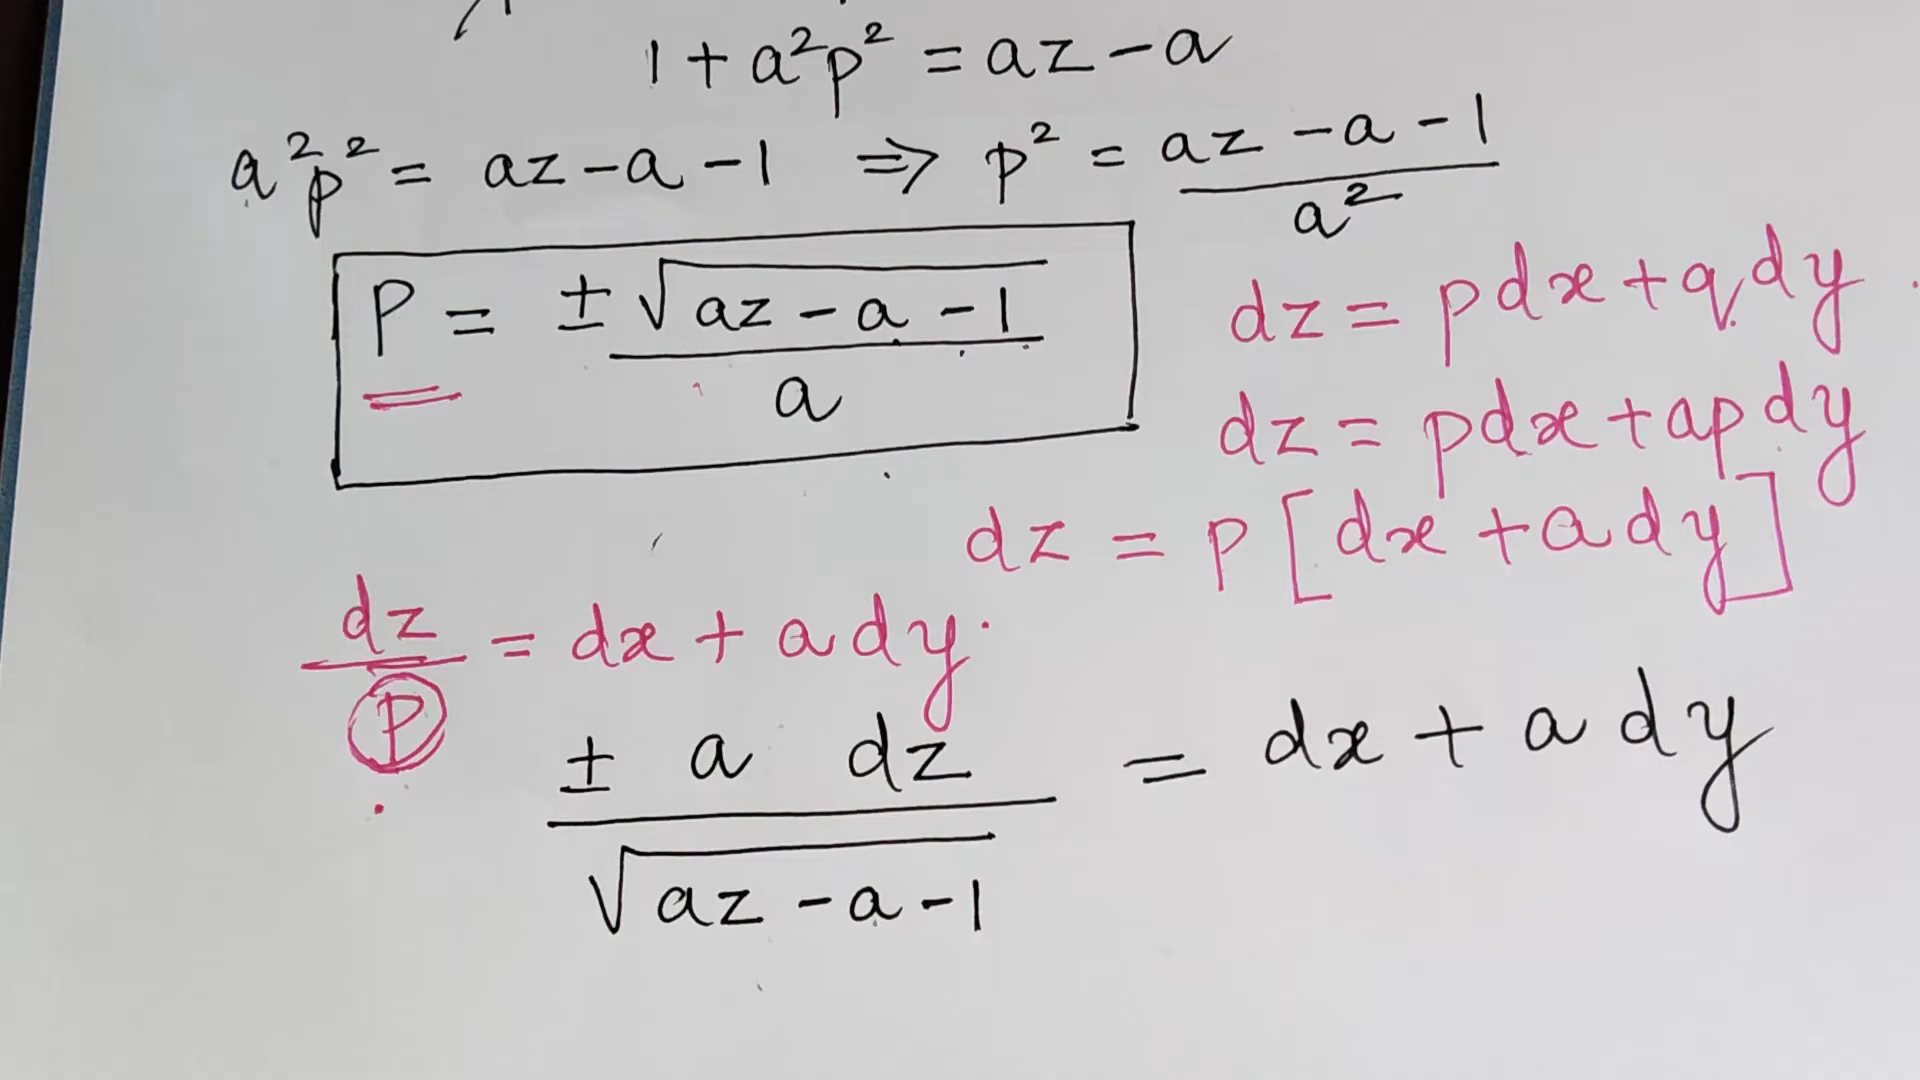 1 + a²p² = az - a
a²p² = az - a - 1 ⇒ p² = (az - a - 1) / a²
P = ± √(az - a - 1) / a
dz = pdx + qdy
dz = pdx + apdy
dz = p [dx + ady]
dz / P = dx + ady.
± a dz / √(az - a - 1) = dx + a dy